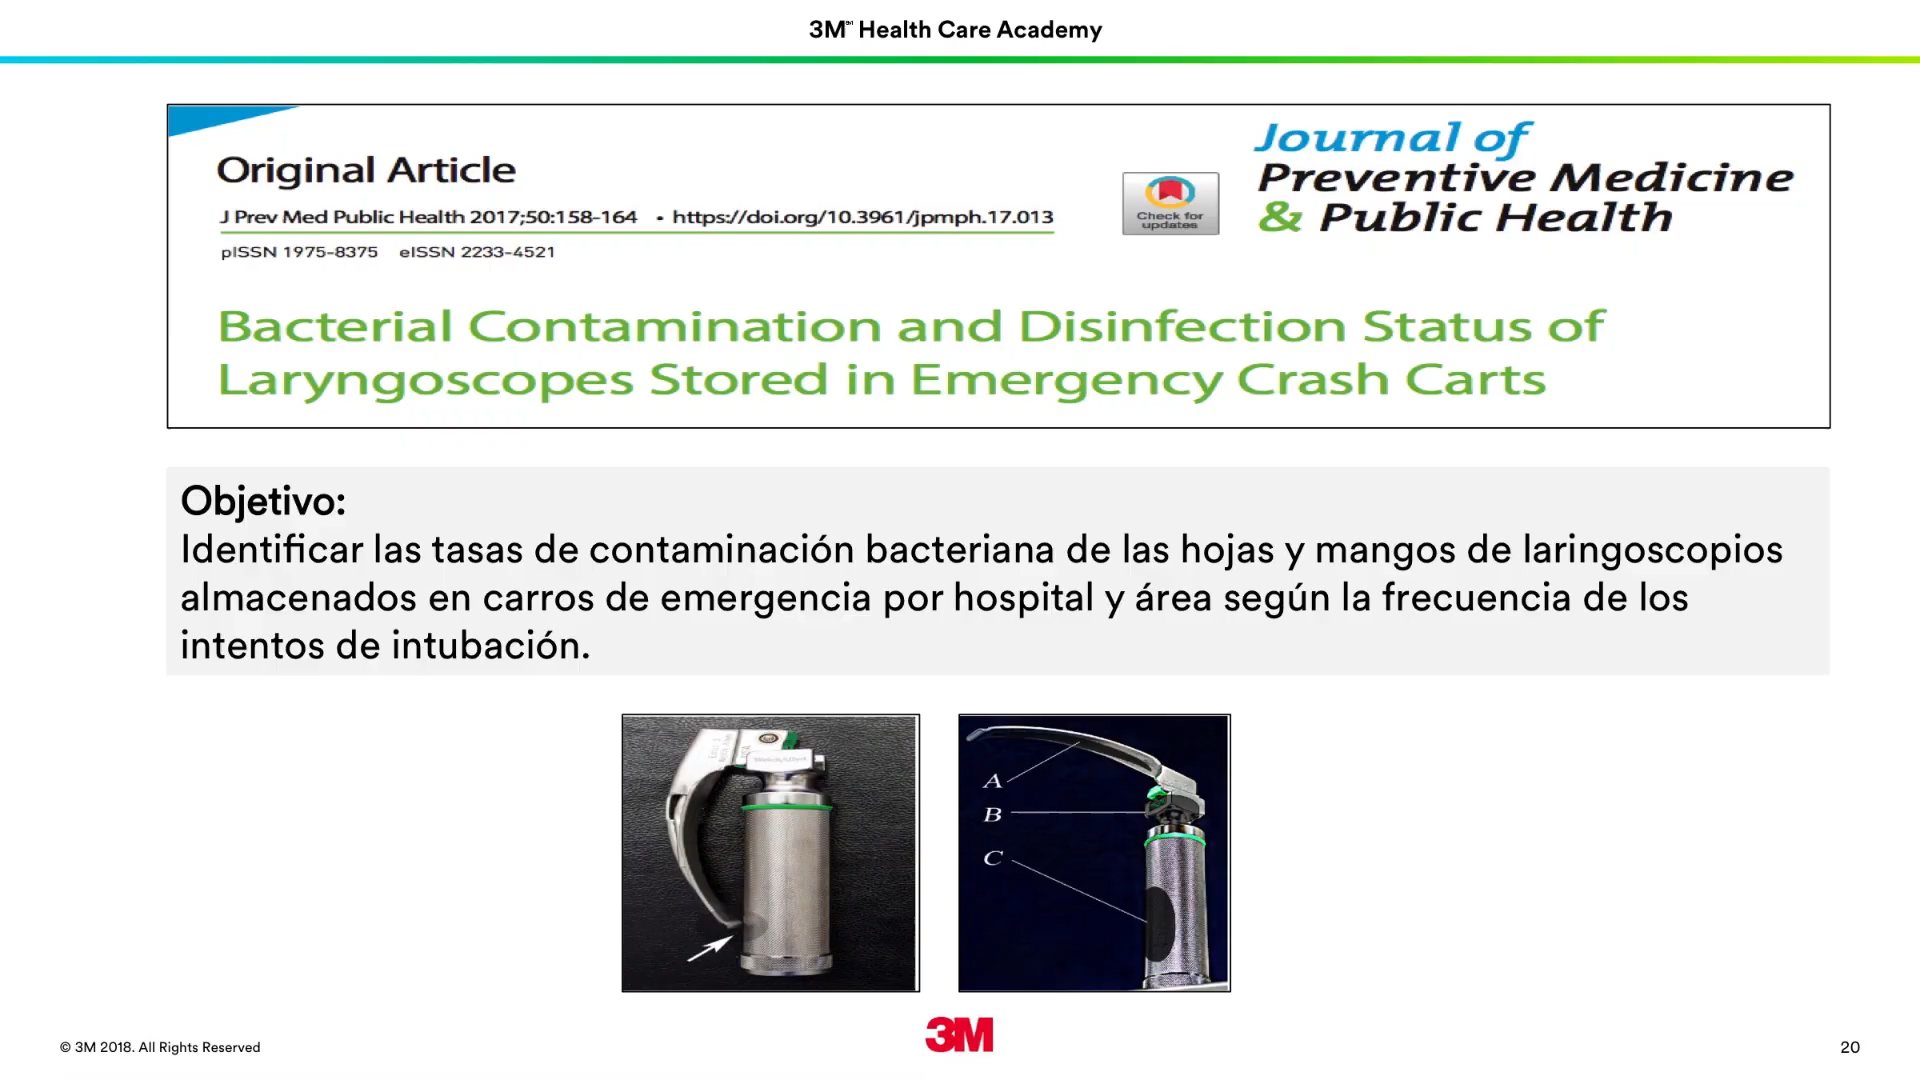 3M℠ Health Care Academy
Original Article
J Prev Med Public Health 2017;50:158-164 • https://doi.org/10.3961/jpmph.17.013
pISSN 1975-8375 eISSN 2233-4521
Check for
updates
Journal of
Preventive Medicine
& Public Health
Bacterial Contamination and Disinfection Status of
Laryngoscopes Stored in Emergency Crash Carts
Objetivo:
Identificar las tasas de contaminación bacteriana de las hojas y mangos de laringoscopios
almacenados en carros de emergencia por hospital y área según la frecuencia de los
intentos de intubación.
A
B
C
© 3M 2018. All Rights Reserved
3M
20